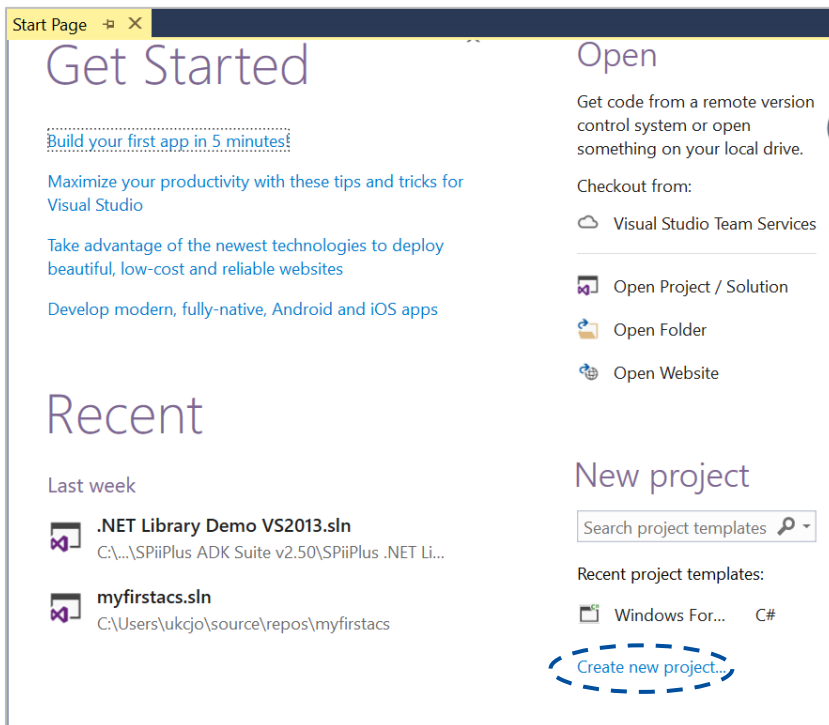 Start Page
Get Started
Build your first app in 5 minutes!
Maximize your productivity with these tips and tricks for
Visual Studio
Take advantage of the newest technologies to deploy
beautiful, low-cost and reliable websites
Develop modern, fully-native, Android and iOS apps
Recent
Last week
.NET Library Demo VS2013.sln
C:\...\SPiiPlus ADK Suite v2.50\SPiiPlus .NET Li...
myfirstacs.sln
C:\Users\ukcjo\source\repos\myfirstacs
Open
Get code from a remote version
control system or open
something on your local drive.
Checkout from:
Visual Studio Team Services
Open Project / Solution
Open Folder
Open Website
New project
Search project templates
Recent project templates:
Windows For... C#
Create new project...